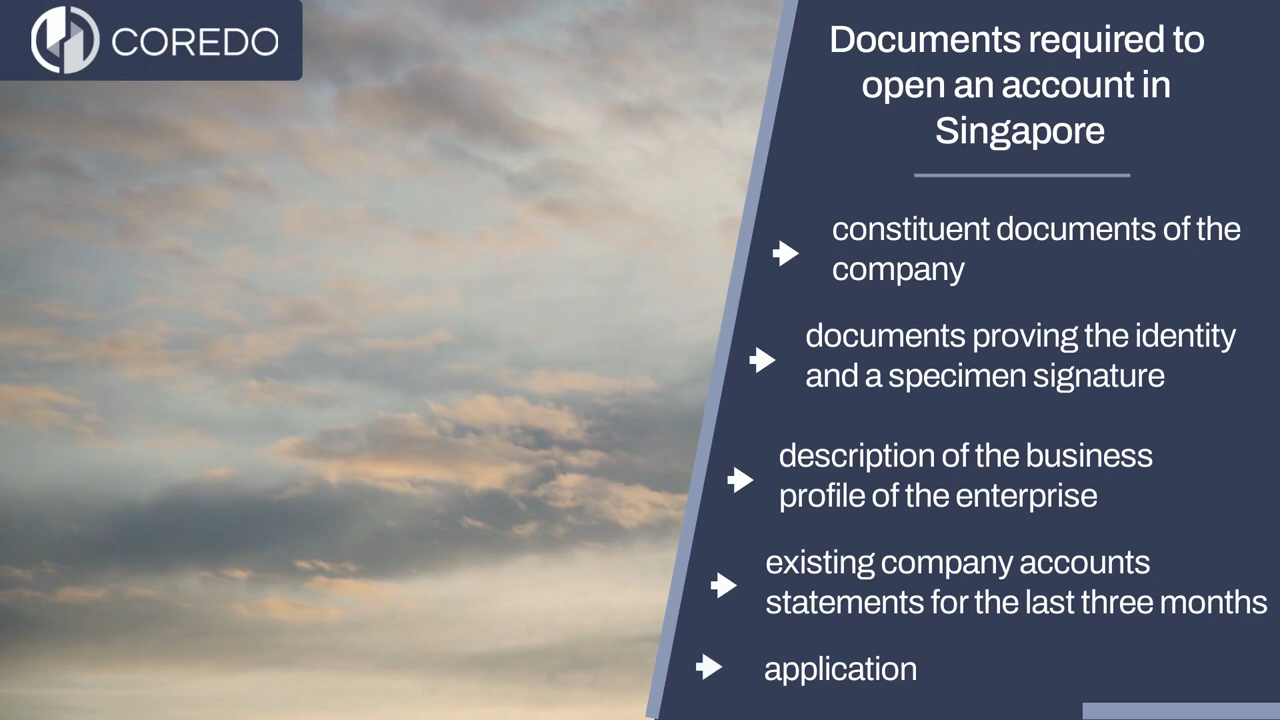 COREDO
Documents required to
open an account in
Singapore
constituent documents of the
company
documents proving the identity
and a specimen signature
description of the business
profile of the enterprise
existing company accounts
statements for the last three months
application